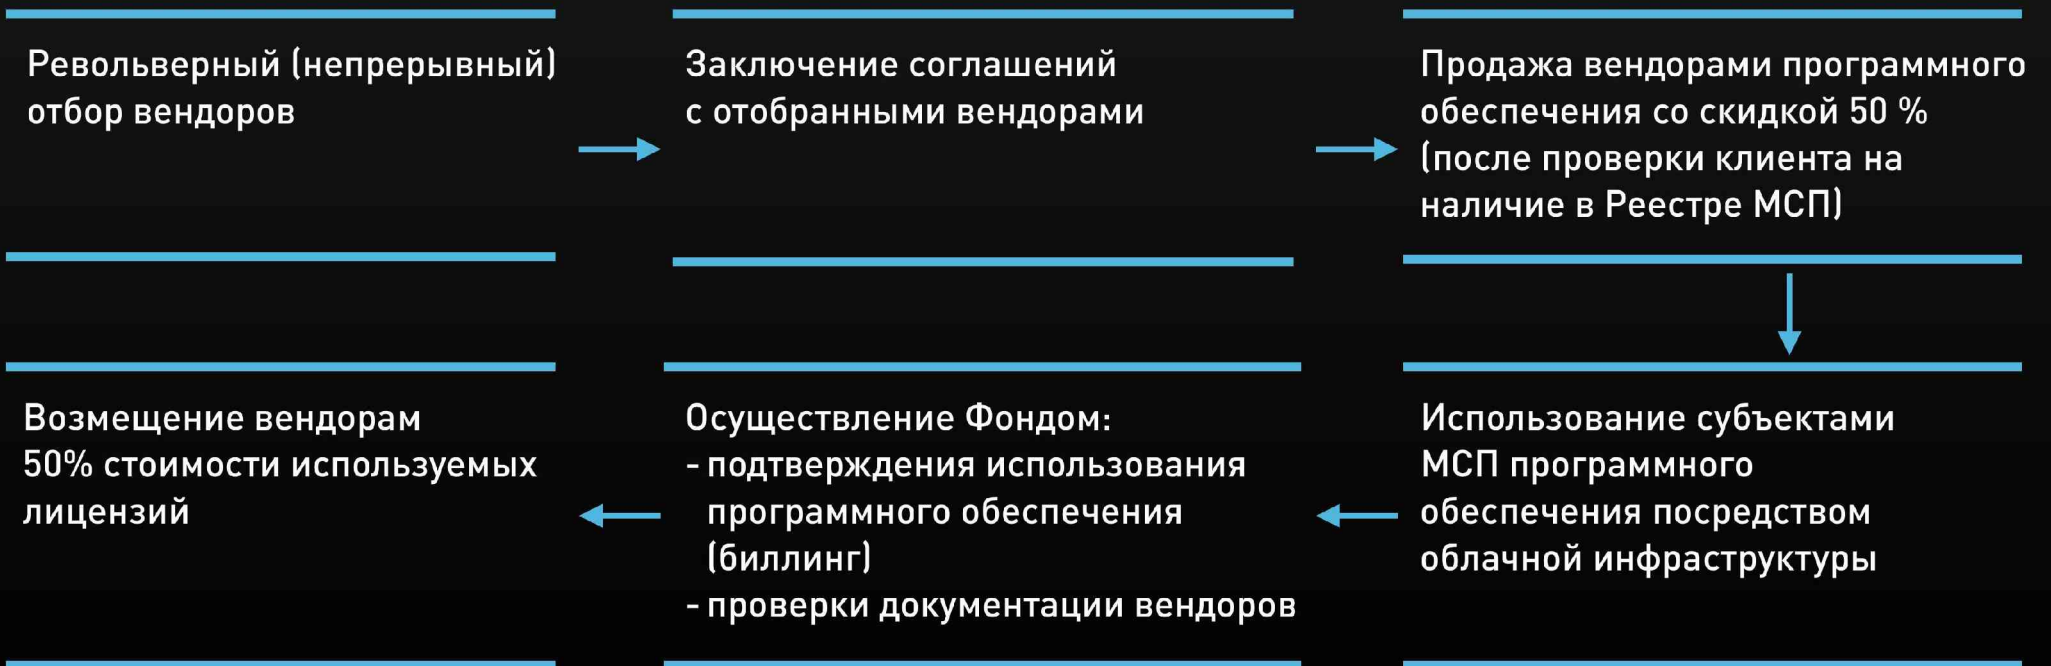 Револьверный (непрерывный)
отбор вендоров
Заключение соглашений
с отобранными вендорами
Продажа вендорами программного
обеспечения со скидкой 50 %
(после проверки клиента на
наличие в Реестре МСП)
Использование субъектами
МСП программного
обеспечения посредством
облачной инфраструктуры
Осуществление Фондом:
- подтверждения использования
программного обеспечения
(биллинг)
- проверки документации вендоров
Возмещение вендорам
50% стоимости используемых
лицензий